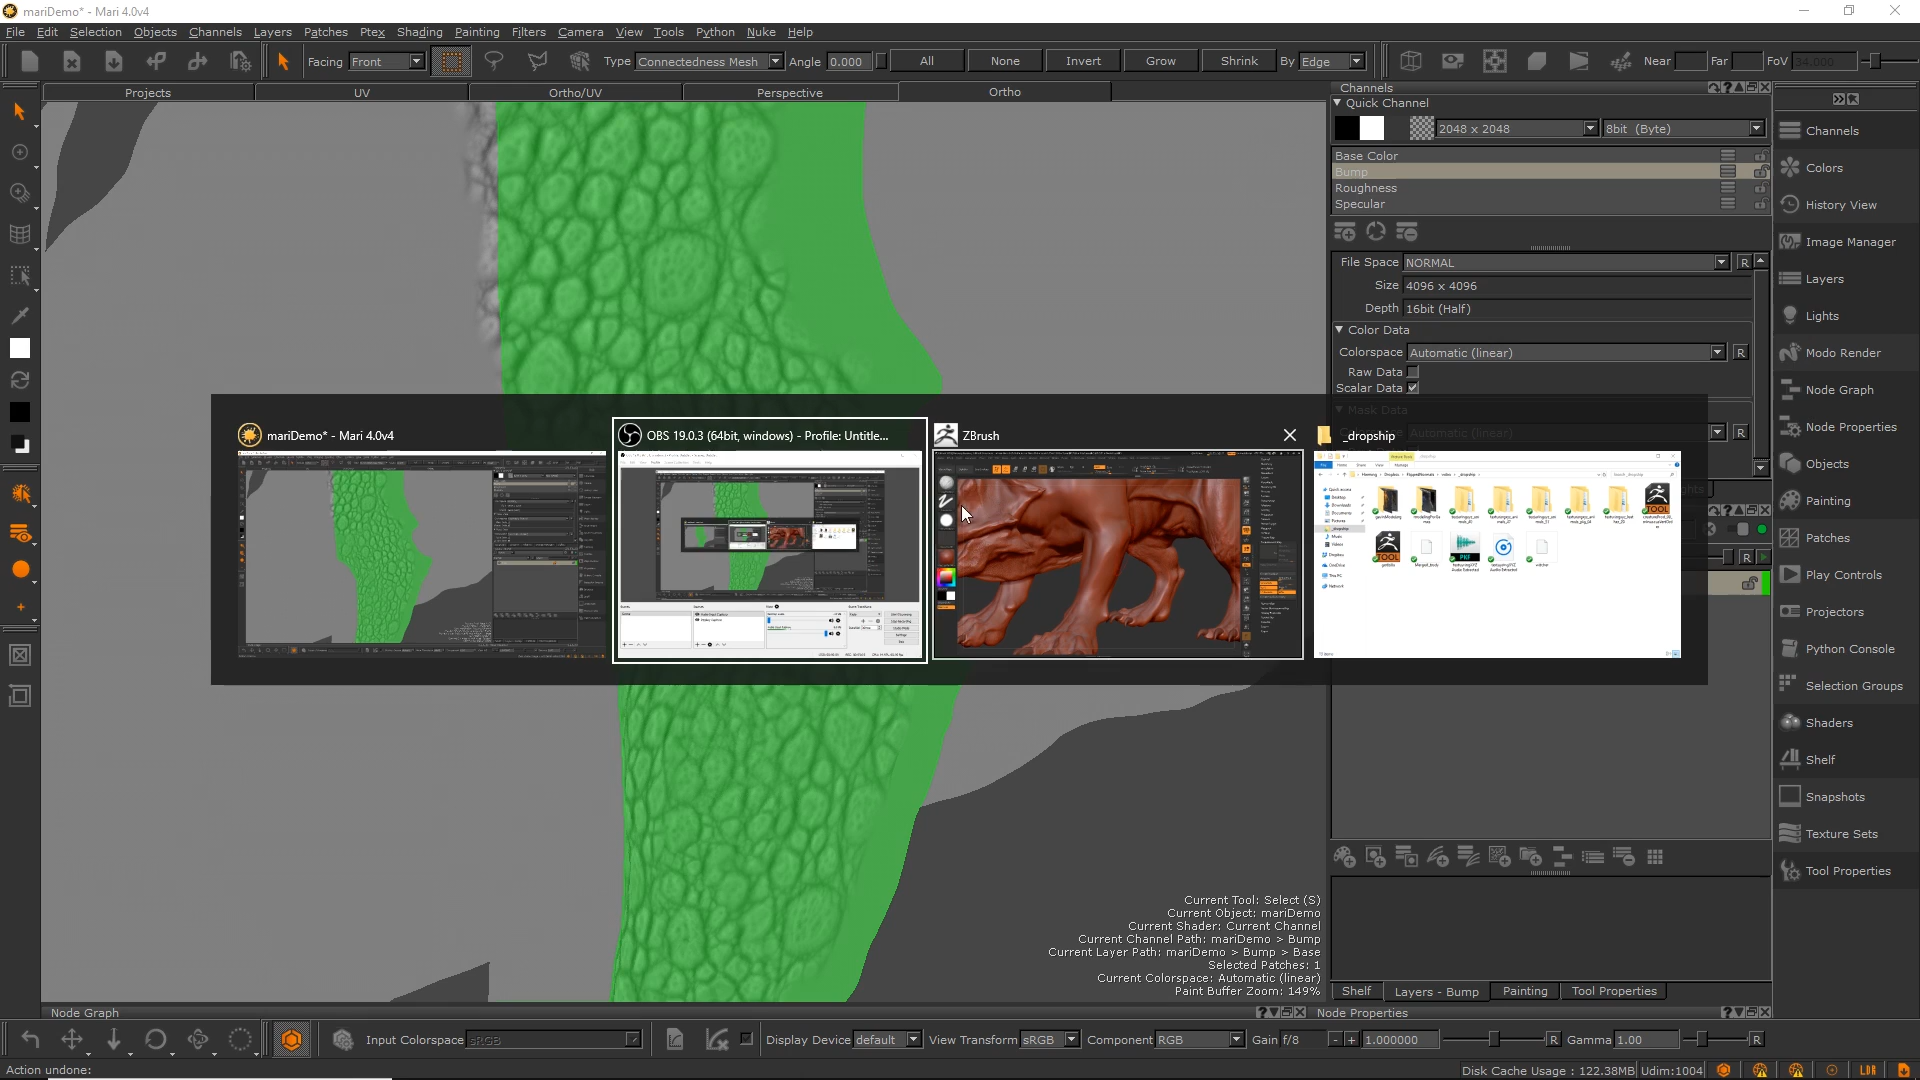 mariDemo* - Mari 4.0v4
File Edit Selection Objects Channels Layers Patches Ptex Shading Painting Filters Camera View Tools Python Nuke Help
Facing Front Type Connectedness Mesh Angle 0.000 All None Invert Grow Shrink By Edge Near Far FoV 34.000
Projects UV Ortho/UV Perspective Ortho
Channels
Quick Channel
2048 x 2048 8bit (Byte)
Base Color
Bump
Roughness
Specular
File Space NORMAL R
Size 4096 x 4096
Depth 16bit (Half)
Color Data
Colorspace Automatic (linear) R
Raw Data
Scalar Data
Mask Data
Automatic (linear) R
mariDemo* - Mari 4.0v4
OBS 19.0.3 (64bit, windows) - Profile: Untitle...
ZBrush
_dropship
R
Channels
Colors
History View
Image Manager
Layers
Lights
Modo Render
Node Graph
Node Properties
Objects
Painting
Patches
Play Controls
Projectors
Python Console
Selection Groups
Shaders
Shelf
Snapshots
Texture Sets
Tool Properties
Current Tool: Select (S)
Current Object: mariDemo
Current Shader: Current Channel
Current Channel Path: mariDemo > Bump
Current Layer Path: mariDemo > Bump > Base
Selected Patches: 1
Current Colorspace: Automatic (linear)
Paint Buffer Zoom: 149%
Shelf Layers - Bump Painting Tool Properties
Node Graph Node Properties
Input Colorspace sRGB Display Device default View Transform sRGB Component RGB Gain f/8 - + 1.000000 R Gamma 1.00 R
Action undone: Disk Cache Usage : 122.38MB Udim:1004 LDR